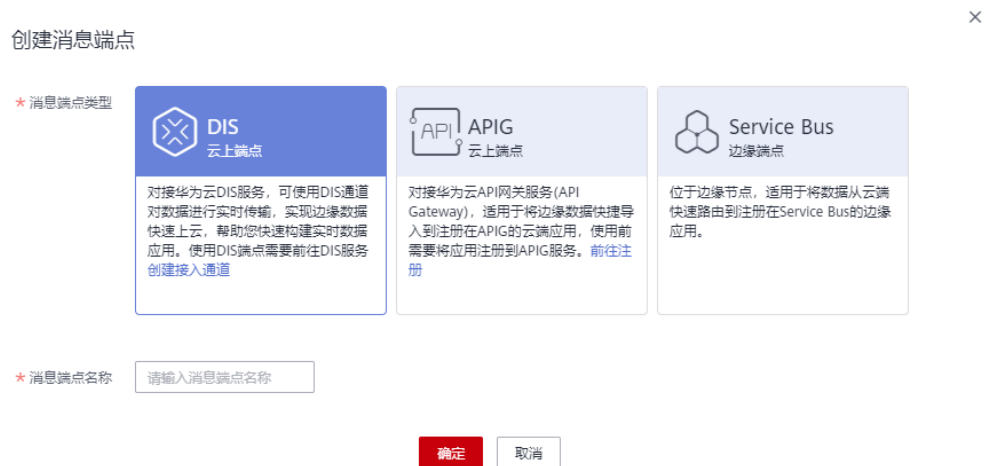 创建消息端点
* 消息端点类型
DIS
云上端点
对接华为云DIS服务，可使用DIS通道
对数据进行实时传输，实现边缘数据
快速上云，帮助您快速构建实时数据
应用。使用DIS端点需要前往DIS服务
创建接入通道
API
APIG
云上端点
对接华为云API网关服务(API
Gateway)，适用于将边缘数据快捷导
入到注册在APIG的云端应用，使用前
需要将应用注册到APIG服务。前往注
册
Service Bus
边缘端点
位于边缘节点，适用于将数据从云端
快速路由到注册在Service Bus的边缘
应用。
* 消息端点名称
请输入消息端点名称
确定
取消